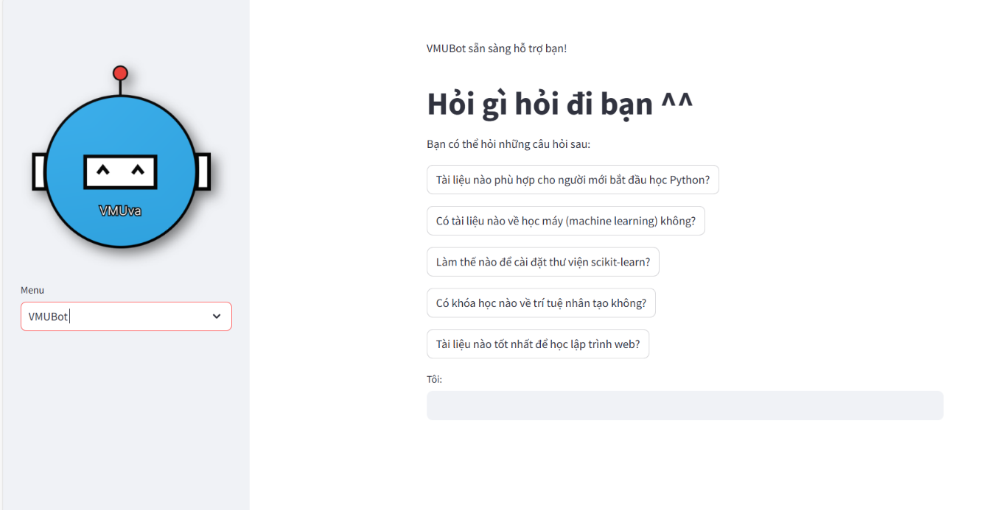 VMUva
Menu
VMUBot
VMUBot sẵn sàng hỗ trợ bạn!
Hỏi gì hỏi đi bạn ^^
Bạn có thể hỏi những câu hỏi sau:
Tài liệu nào phù hợp cho người mới bắt đầu học Python?
Có tài liệu nào về học máy (machine learning) không?
Làm thế nào để cài đặt thư viện scikit-learn?
Có khóa học nào về trí tuệ nhân tạo không?
Tài liệu nào tốt nhất để học lập trình web?
Tôi: